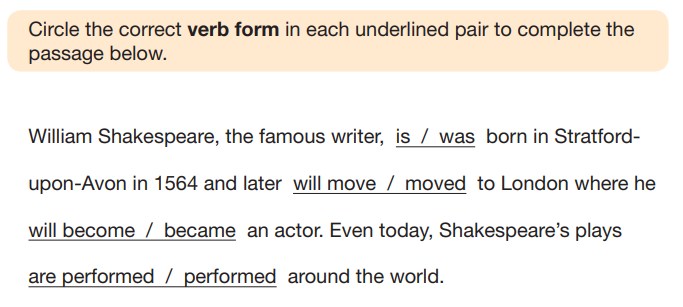 Circle the correct verb form in each underlined pair to complete the
passage below.
William Shakespeare, the famous writer, is / was born in Stratford-
upon-Avon in 1564 and later will move / moved to London where he
will become / became an actor. Even today, Shakespeare’s plays
are performed / performed around the world.